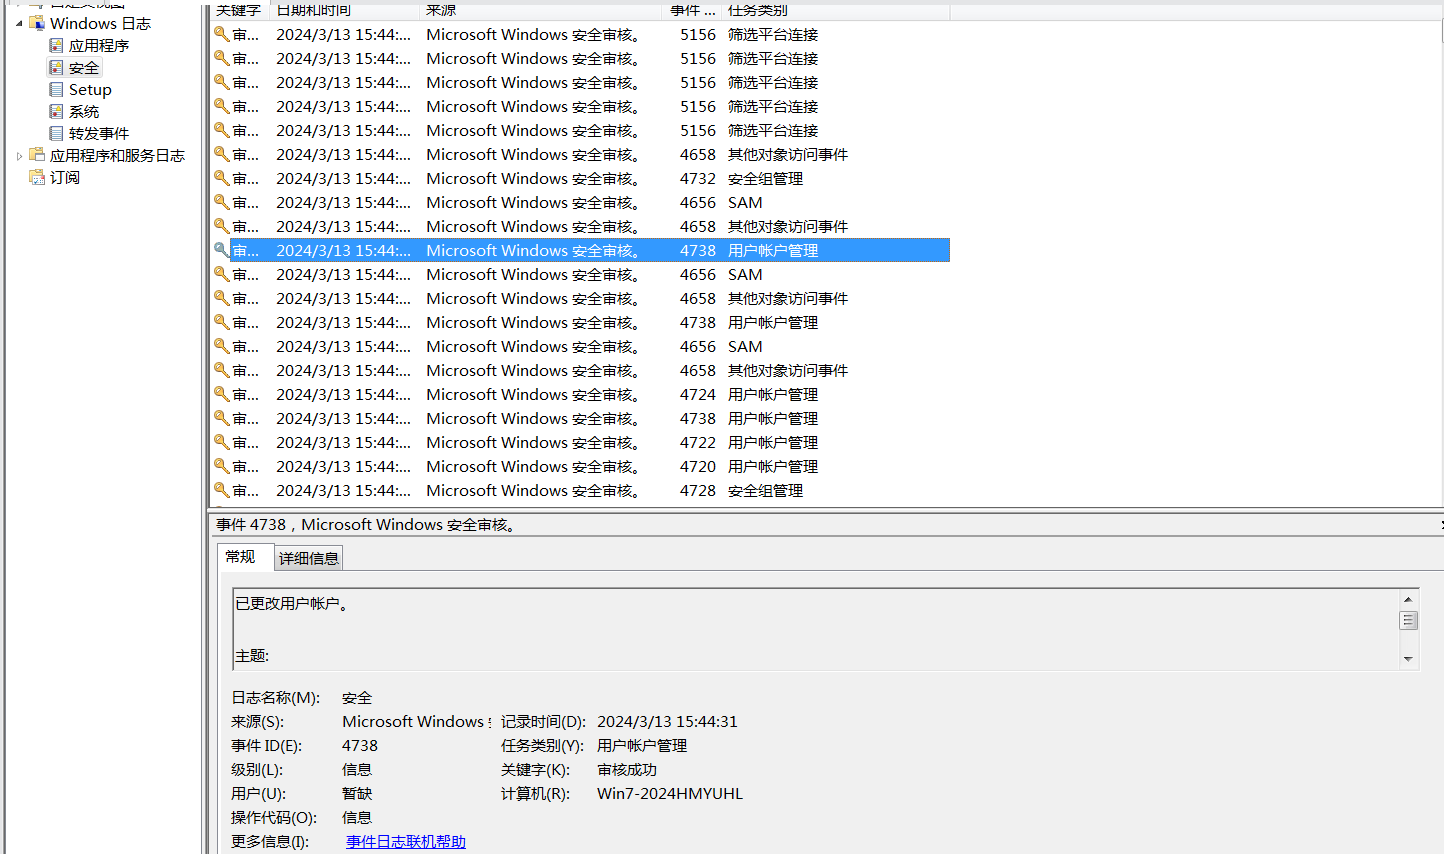 Windows 日志
应用程序
安全
Setup
系统
转发事件
应用程序和服务日志
订阅
关键字 日期和时间 来源 事件 ... 任务类别
审... 2024/3/13 15:44:... Microsoft Windows 安全审核。 5156 筛选平台连接
审... 2024/3/13 15:44:... Microsoft Windows 安全审核。 5156 筛选平台连接
审... 2024/3/13 15:44:... Microsoft Windows 安全审核。 5156 筛选平台连接
审... 2024/3/13 15:44:... Microsoft Windows 安全审核。 5156 筛选平台连接
审... 2024/3/13 15:44:... Microsoft Windows 安全审核。 5156 筛选平台连接
审... 2024/3/13 15:44:... Microsoft Windows 安全审核。 4658 其他对象访问事件
审... 2024/3/13 15:44:... Microsoft Windows 安全审核。 4732 安全组管理
审... 2024/3/13 15:44:... Microsoft Windows 安全审核。 4656 SAM
审... 2024/3/13 15:44:... Microsoft Windows 安全审核。 4658 其他对象访问事件
审... 2024/3/13 15:44:... Microsoft Windows 安全审核。 4738 用户帐户管理
审... 2024/3/13 15:44:... Microsoft Windows 安全审核。 4656 SAM
审... 2024/3/13 15:44:... Microsoft Windows 安全审核。 4658 其他对象访问事件
审... 2024/3/13 15:44:... Microsoft Windows 安全审核。 4738 用户帐户管理
审... 2024/3/13 15:44:... Microsoft Windows 安全审核。 4656 SAM
审... 2024/3/13 15:44:... Microsoft Windows 安全审核。 4658 其他对象访问事件
审... 2024/3/13 15:44:... Microsoft Windows 安全审核。 4724 用户帐户管理
审... 2024/3/13 15:44:... Microsoft Windows 安全审核。 4738 用户帐户管理
审... 2024/3/13 15:44:... Microsoft Windows 安全审核。 4722 用户帐户管理
审... 2024/3/13 15:44:... Microsoft Windows 安全审核。 4720 用户帐户管理
审... 2024/3/13 15:44:... Microsoft Windows 安全审核。 4728 安全组管理
事件 4738，Microsoft Windows 安全审核。
常规 详细信息
已更改用户帐户。
主题:
日志名称(M): 安全
来源(S): Microsoft Windows 记录时间(D): 2024/3/13 15:44:31
事件 ID(E): 4738 任务类别(Y): 用户帐户管理
级别(L): 信息 关键字(K): 审核成功
用户(U): 暂缺 计算机(R): Win7-2024HMYUHL
操作代码(O): 信息
更多信息(I): 事件日志联机帮助